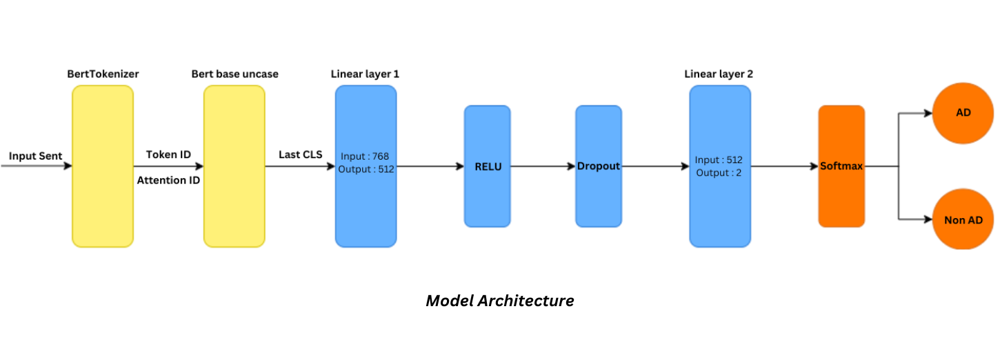 BertTokenizer
Bert base uncase
Linear layer 1
Linear layer 2
Input Sent
Token ID
Attention ID
Last CLS
Input : 768
Output : 512
RELU
Dropout
Input : 512
Output : 2
Softmax
AD
Non AD
Model Architecture